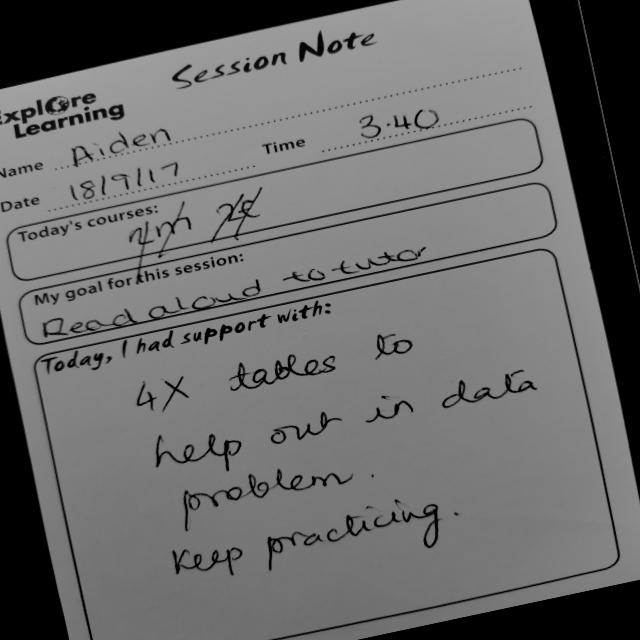 Session Note
Explore
Learning
Name Aiden
Date 18/9/17 Time 3.40
Today's courses:
My goal for this session:
Read aloud to tutor
Today, I had support with:
4X tables to
help out in data
problem.
Keep practicing.